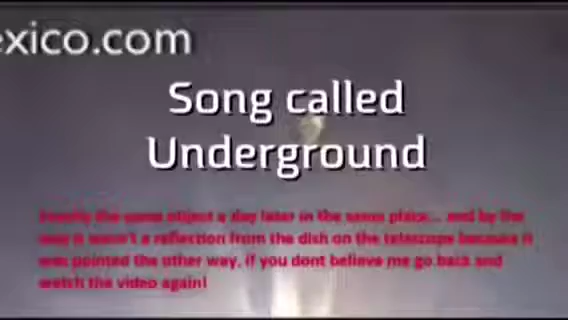 exico.com
Song called
Underground
Exactly the same object a day later in the same place... and by the
way it wasn't a reflection from the dish on the telescope because it
was pointed the other way, if you dont believe me go back and
watch the video again!